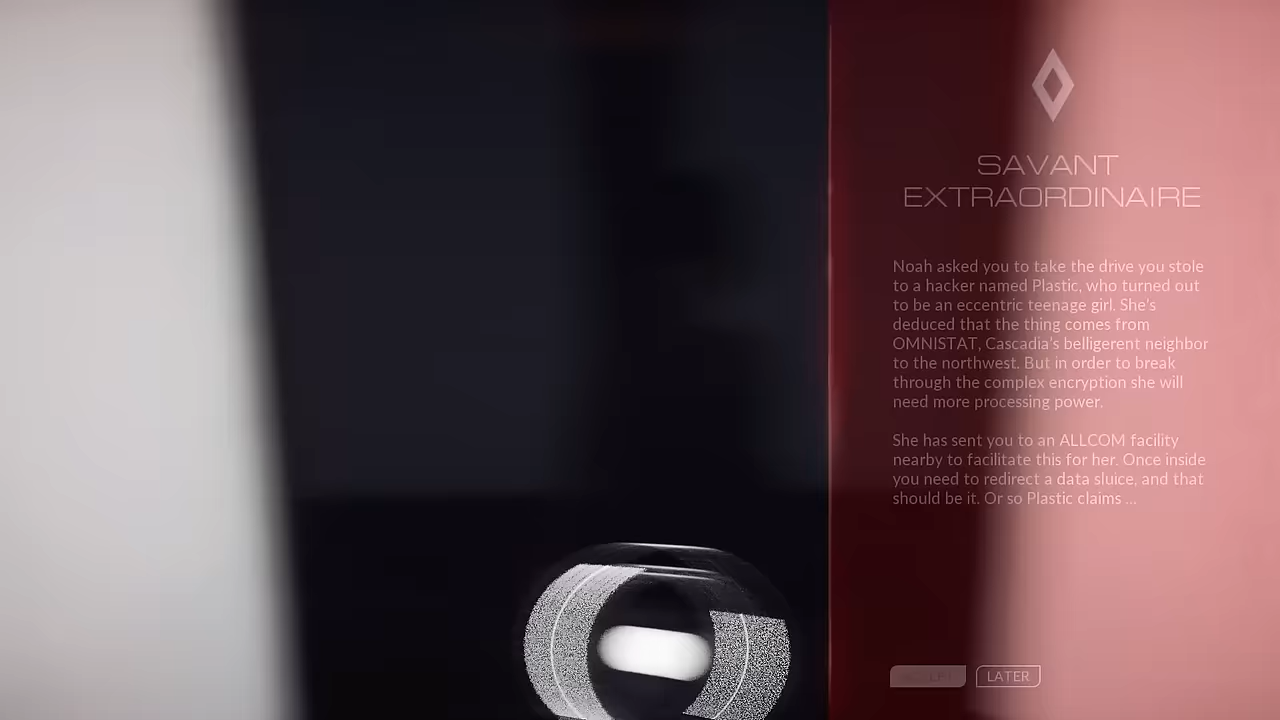 SAVANT
EXTRAORDINAIRE
Noah asked you to take the drive you stole
to a hacker named Plastic, who turned out
to be an eccentric teenage girl. She's
deduced that the thing comes from
OMNISTAT, Cascadia's belligerent neighbor
to the northwest. But in order to break
through the complex encryption she will
need more processing power.
She has sent you to an ALLCOM facility
nearby to facilitate this for her. Once inside
you need to redirect a data sluice, and that
should be it. Or so Plastic claims ...
LATER